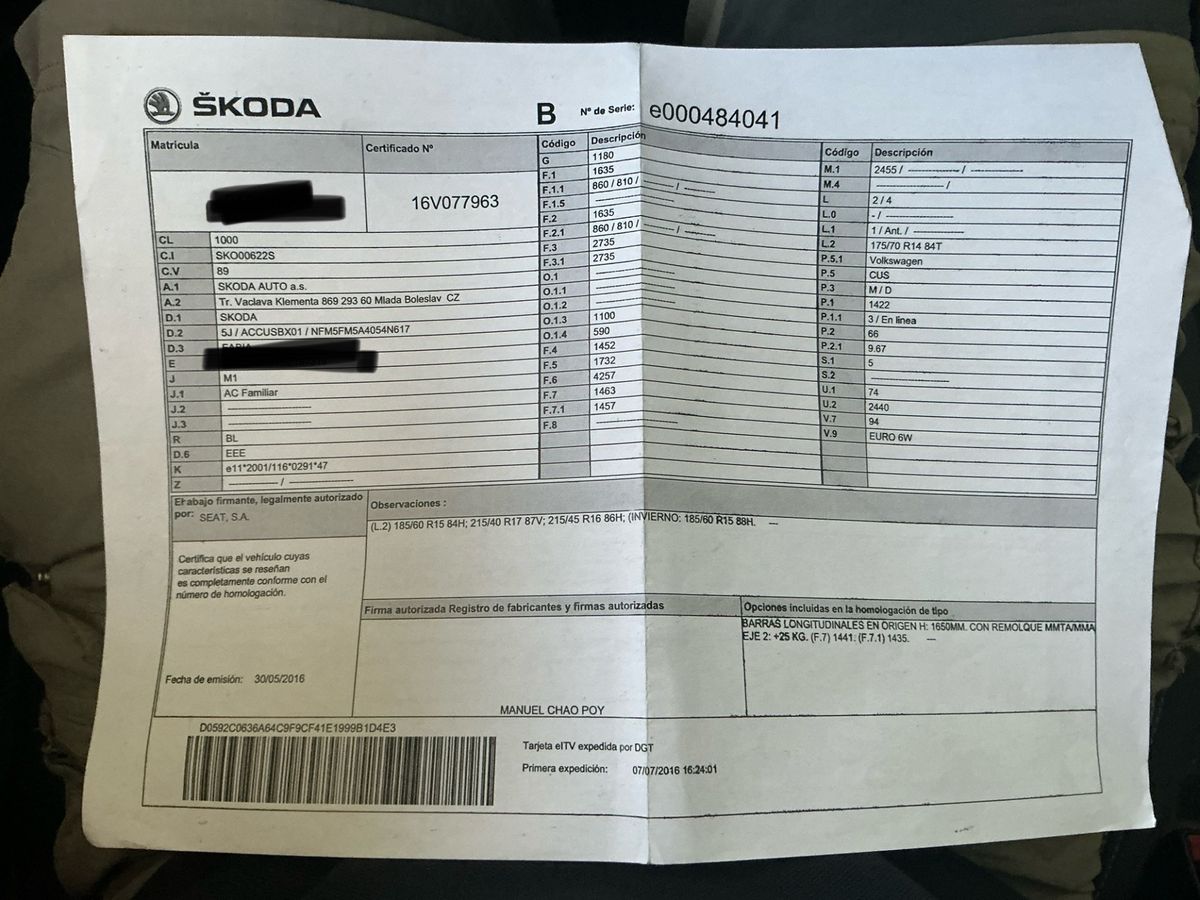 ŠKODA
B Nº de Serie: e000484041
Matricula
Certificado Nº
16V077963
CL 1000
C.I SKO00622S
C.V 89
A.1 SKODA AUTO a.s.
A.2 Tr. Vaclava Klementa 869 293 60 Mlada Boleslav CZ
D.1 SKODA
D.2 5J / ACCUSBX01 / NFM5FM5A4054N617
D.3
E
J M1
J.1 AC Familiar
J.2 ----------
J.3 ----------
R BL
D.6 EEE
K e11*2001/116*0291*47
Z ---------- / ----------
Código Descripción
G 1180
F.1 1635
F.1.1 860 / 810 / ---------- / ----------
F.1.5
F.2 1635
F.2.1 860 / 810 / ---------- / ----------
F.3 2735
F.3.1 2735
O.1 ----------
O.1.1 ----------
O.1.2 ----------
O.1.3 1100
O.1.4 590
F.4 1452
F.5 1732
F.6 4257
F.7 1463
F.7.1 1457
F.8 ----------
Código Descripción
M.1 2455 / ---------- / ----------
M.4 ---------- /
L 2 / 4
L.0 - / ----------
L.1 1 / Ant. / ----------
L.2 175/70 R14 84T
P.5.1 Volkswagen
P.5 CUS
P.3 M / D
P.1 1422
P.1.1 3 / En línea
P.2 66
P.2.1 9.67
S.1 5
S.2 ----------
U.1 74
U.2 2440
V.7 94
V.9 EURO 6W
El abajo firmante, legalmente autorizado
por: SEAT, S.A.
Certifica que el vehículo cuyas
características se reseñan
es completamente conforme con el
número de homologación.
Fecha de emisión: 30/05/2016
Observaciones :
(L.2) 185/60 R15 84H; 215/40 R17 87V; 215/45 R16 86H; (INVIERNO: 185/60 R15 88H. ---
Firma autorizada Registro de fabricantes y firmas autorizadas
MANUEL CHAO POY
Opciones incluidas en la homologación de tipo
BARRAS LONGITUDINALES EN ORIGEN H: 1650MM. CON REMOLQUE MMTA/MMA
EJE 2: +25 KG. (F.7) 1441. (F.7.1) 1435. ---
D0592C0636A64C9F9CF41E1999B1D4E3
Tarjeta eITV expedida por DGT
Primera expedición: 07/07/2016 16:24:01